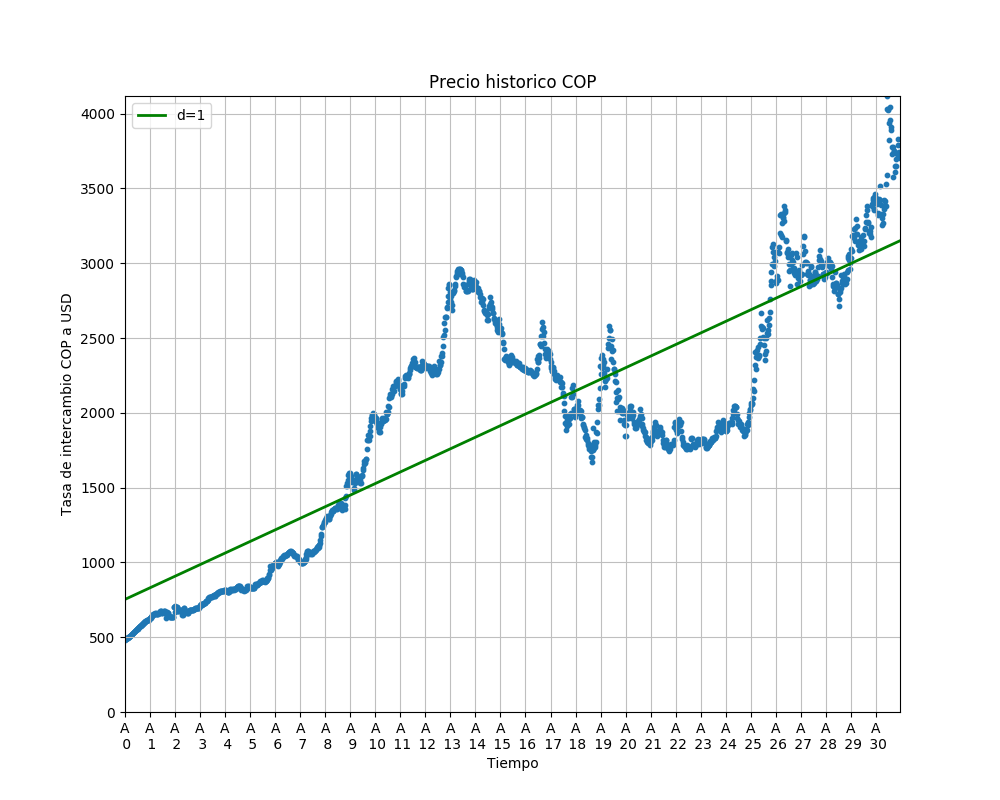 Precio historico COP
d=1
Tasa de intercambio COP a USD
4000
3500
3000
2500
2000
1500
1000
500
0
A A A A A A A A A A A A A A A A A A A A A A A A A A A A A A A
0 1 2 3 4 5 6 7 8 9 10 11 12 13 14 15 16 17 18 19 20 21 22 23 24 25 26 27 28 29 30
Tiempo